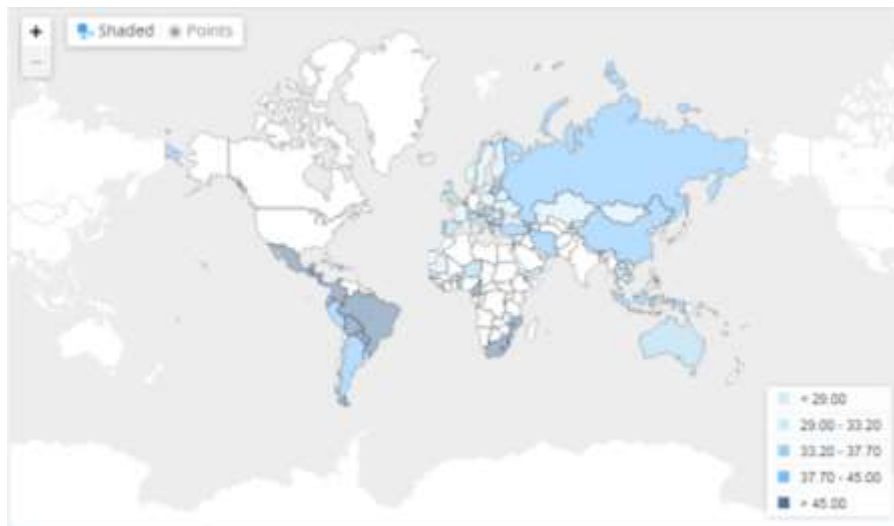 +
Shaded Points
−
< 29.00
29.00 - 33.20
33.20 - 37.70
37.70 - 45.00
> 45.00